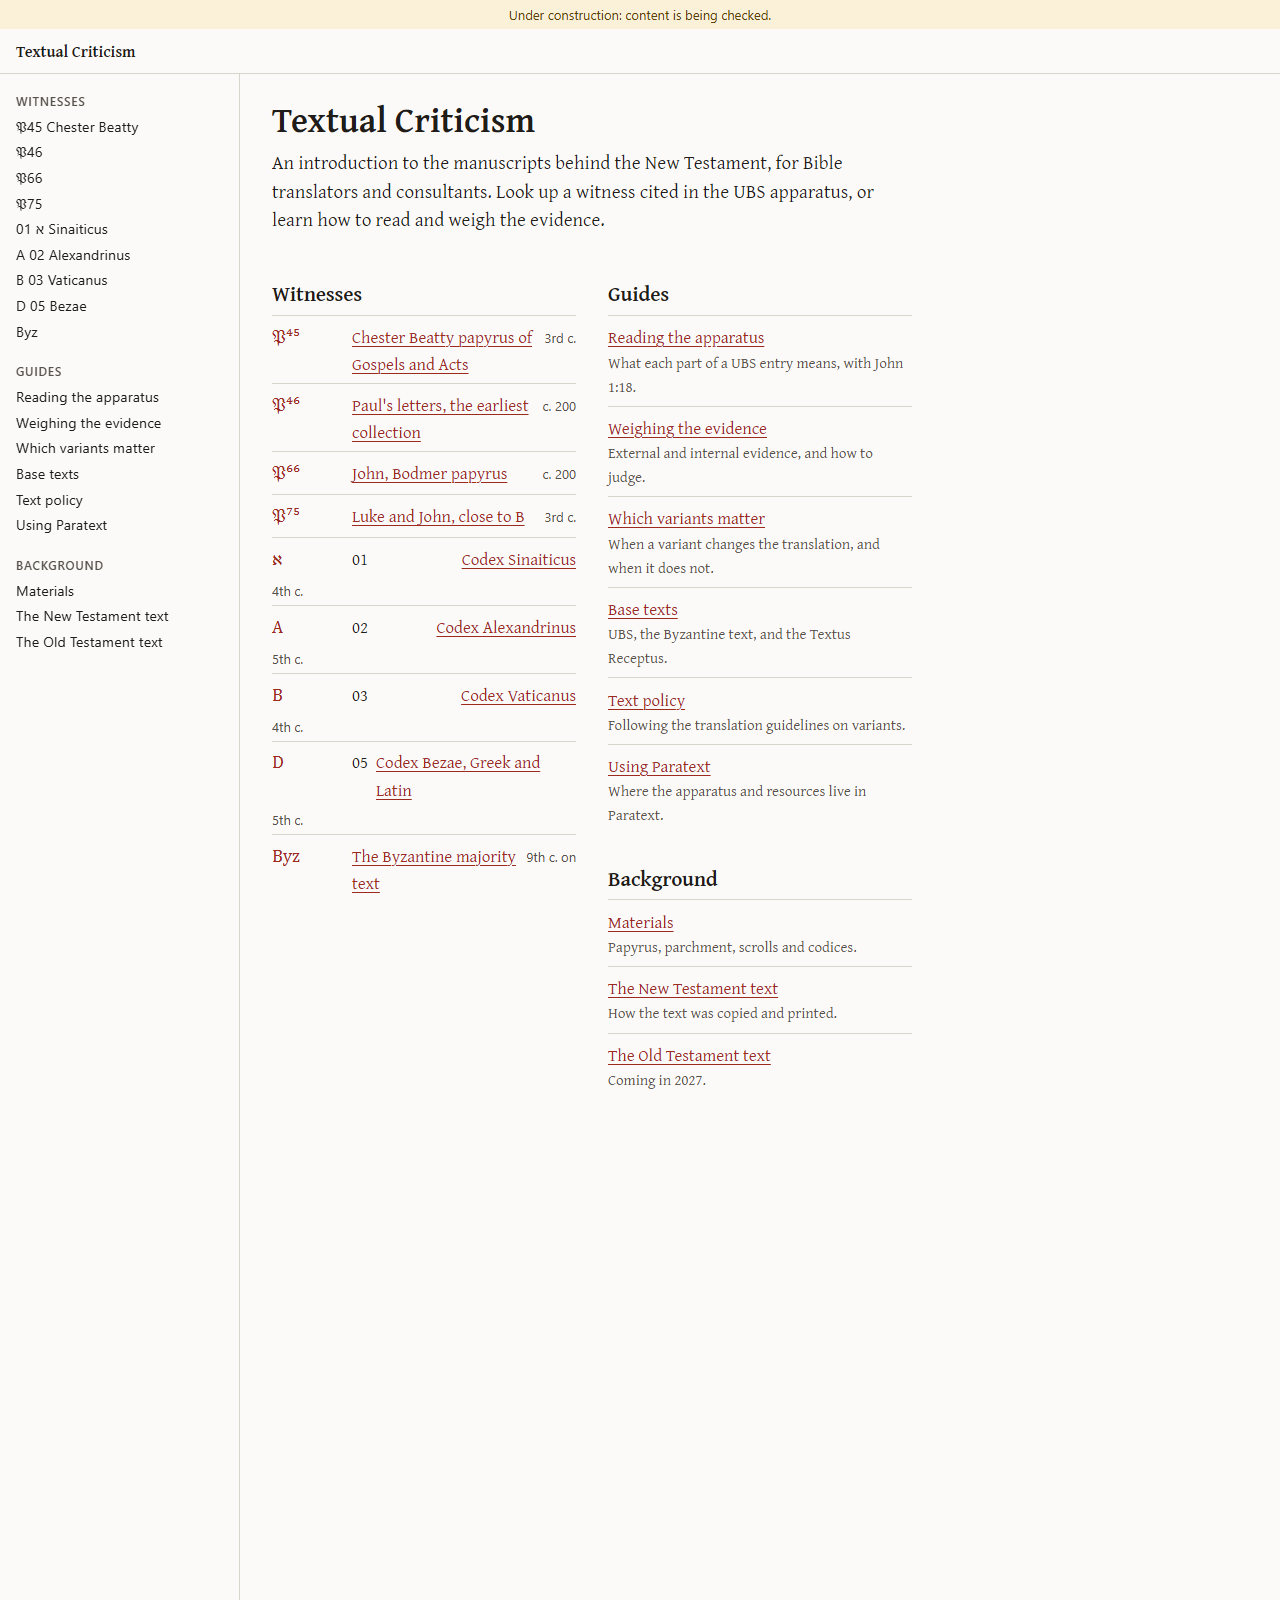 Under construction: content is being checked.
Textual Criticism
WITNESSES
𝔓45 Chester Beatty
𝔓46
𝔓66
𝔓75
01 א Sinaiticus
A 02 Alexandrinus
B 03 Vaticanus
D 05 Bezae
Byz
GUIDES
Reading the apparatus
Weighing the evidence
Which variants matter
Base texts
Text policy
Using Paratext
BACKGROUND
Materials
The New Testament text
The Old Testament text
Textual Criticism
An introduction to the manuscripts behind the New Testament, for Bible
translators and consultants. Look up a witness cited in the UBS apparatus, or
learn how to read and weigh the evidence.
Witnesses
𝔓⁴⁵ Chester Beatty papyrus of 3rd c.
Gospels and Acts
𝔓⁴⁶ Paul's letters, the earliest c. 200
collection
𝔓⁶⁶ John, Bodmer papyrus c. 200
𝔓⁷⁵ Luke and John, close to B 3rd c.
א 01 Codex Sinaiticus
4th c.
A 02 Codex Alexandrinus
5th c.
B 03 Codex Vaticanus
4th c.
D 05 Codex Bezae, Greek and
Latin
5th c.
Byz The Byzantine majority 9th c. on
text
Guides
Reading the apparatus
What each part of a UBS entry means, with John
1:18.
Weighing the evidence
External and internal evidence, and how to
judge.
Which variants matter
When a variant changes the translation, and
when it does not.
Base texts
UBS, the Byzantine text, and the Textus
Receptus.
Text policy
Following the translation guidelines on variants.
Using Paratext
Where the apparatus and resources live in
Paratext.
Background
Materials
Papyrus, parchment, scrolls and codices.
The New Testament text
How the text was copied and printed.
The Old Testament text
Coming in 2027.